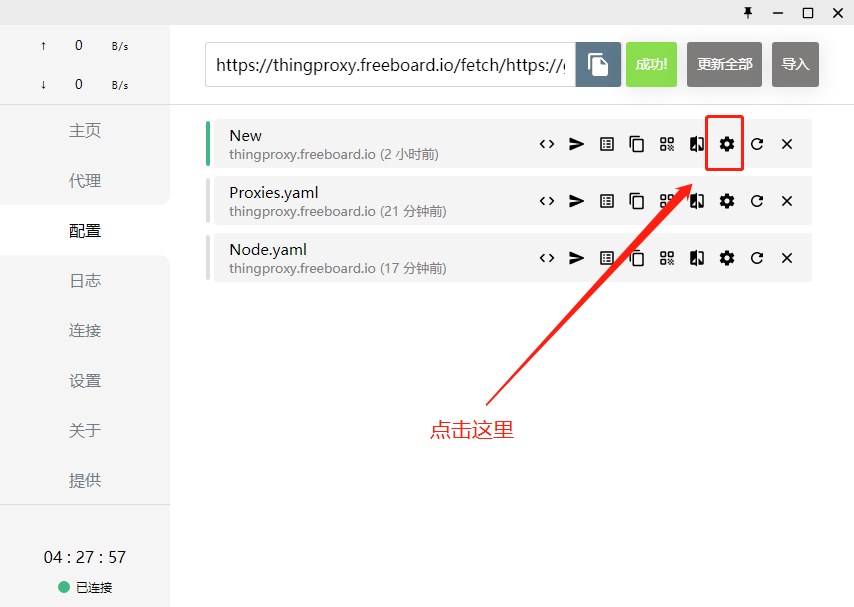 ↑ 0 B/s
↓ 0 B/s
主页
代理
配置
日志
连接
设置
关于
提供
04 : 27 : 57
已连接
https://thingproxy.freeboard.io/fetch/https://
成功!
更新全部
导入
New
thingproxy.freeboard.io (2 小时前)
Proxies.yaml
thingproxy.freeboard.io (21 分钟前)
Node.yaml
thingproxy.freeboard.io (17 分钟前)
点击这里